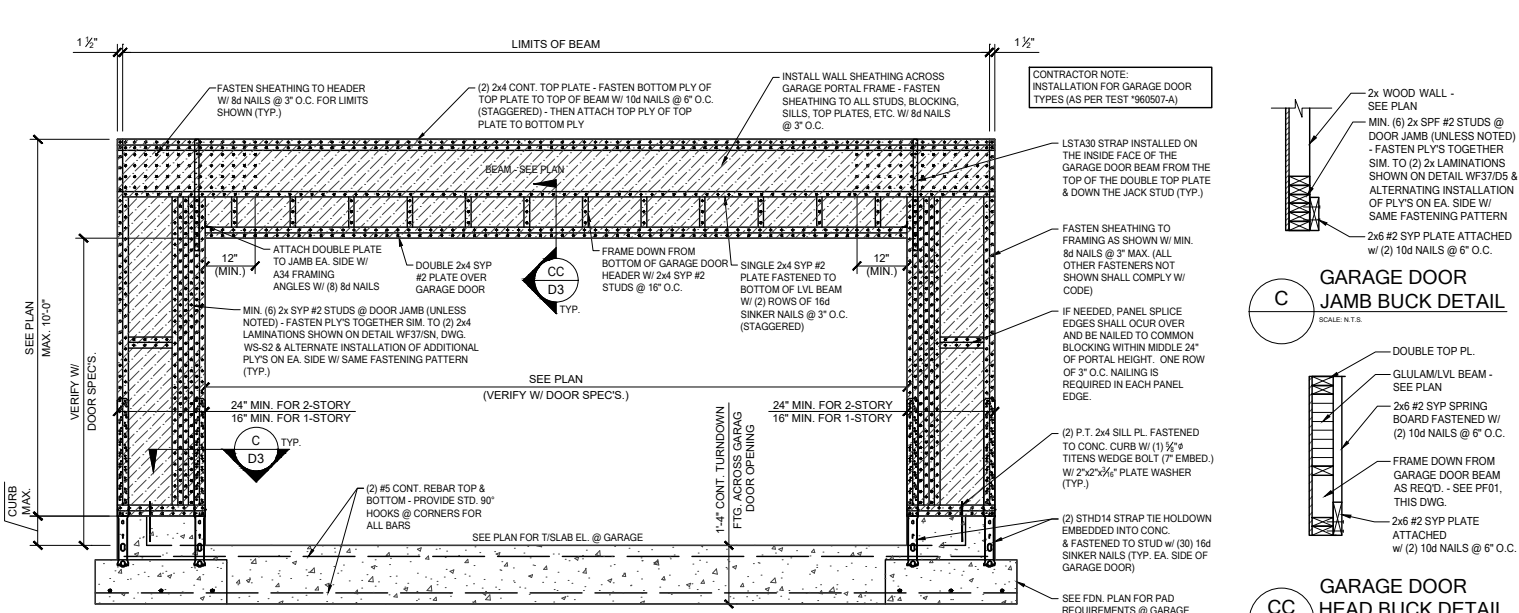 1 ½"
LIMITS OF BEAM
1 ½"
FASTEN SHEATHING TO HEADER
W/ 8d NAILS @ 3" O.C. FOR LIMITS
SHOWN (TYP.)
(2) 2x4 CONT. TOP PLATE - FASTEN BOTTOM PLY OF
TOP PLATE TO TOP OF BEAM W/ 10d NAILS @ 6" O.C.
(STAGGERED) - THEN ATTACH TOP PLY OF TOP
PLATE TO BOTTOM PLY
INSTALL WALL SHEATHING ACROSS
GARAGE PORTAL FRAME - FASTEN
SHEATHING TO ALL STUDS, BLOCKING,
SILLS, TOP PLATES, ETC. W/ 8d NAILS
@ 3" O.C.
CONTRACTOR NOTE:
INSTALLATION FOR GARAGE DOOR
TYPES (AS PER TEST "960507-A)
BEAM - SEE PLAN
LSTA30 STRAP INSTALLED ON
THE INSIDE FACE OF THE
GARAGE DOOR BEAM FROM THE
TOP OF THE DOUBLE TOP PLATE
& DOWN THE JACK STUD (TYP.)
ATTACH DOUBLE PLATE
TO JAMB EA. SIDE W/
A34 FRAMING
ANGLES W/ (8) 8d NAILS
12"
(MIN.)
DOUBLE 2x4 SYP
#2 PLATE OVER
GARAGE DOOR
CC
D3
TYP.
FRAME DOWN FROM
BOTTOM OF GARAGE DOOR
HEADER W/ 2x4 SYP #2
STUDS @ 16" O.C.
SINGLE 2x4 SYP #2
PLATE FASTENED TO
BOTTOM OF LVL BEAM
W/ (2) ROWS OF 16d
SINKER NAILS @ 3" O.C.
(STAGGERED)
12"
(MIN.)
FASTEN SHEATHING TO
FRAMING AS SHOWN W/ MIN.
8d NAILS @ 3" MAX. (ALL
OTHER FASTENERS NOT
SHOWN SHALL COMPLY W/
CODE)
MIN. (6) 2x SYP #2 STUDS @ DOOR JAMB (UNLESS
NOTED) - FASTEN PLY'S TOGETHER SIM. TO (2) 2x4
LAMINATIONS SHOWN ON DETAIL WF37/SN, DWG.
WS-S2 & ALTERNATE INSTALLATION OF ADDITIONAL
PLY'S ON EA. SIDE W/ SAME FASTENING PATTERN
(TYP.)
IF NEEDED, PANEL SPLICE
EDGES SHALL OCCUR OVER
AND BE NAILED TO COMMON
BLOCKING WITHIN MIDDLE 24"
OF PORTAL HEIGHT. ONE ROW
OF 3" O.C. NAILING IS
REQUIRED IN EACH PANEL
EDGE.
SEE PLAN
MAX. 10'-0"
VERIFY W/
DOOR SPEC'S.
SEE PLAN
(VERIFY W/ DOOR SPEC'S.)
24" MIN. FOR 2-STORY
16" MIN. FOR 1-STORY
24" MIN. FOR 2-STORY
16" MIN. FOR 1-STORY
C
D3
TYP.
1'-4" CONT. TURNDOWN
FTG. ACROSS GARAG
DOOR OPENING
(2) P.T. 2x4 SILL PL. FASTENED
TO CONC. CURB W/ (1) ⅝"ø
TITENS WEDGE BOLT (7" EMBED.)
W/ 2"x2"x3⁄16" PLATE WASHER
(TYP.)
CURB
MAX.
(2) #5 CONT. REBAR TOP &
BOTTOM - PROVIDE STD. 90°
HOOKS @ CORNERS FOR
ALL BARS
SEE PLAN FOR T/SLAB EL. @ GARAGE
(2) STHD14 STRAP TIE HOLDOWN
EMBEDDED INTO CONC.
& FASTENED TO STUD w/ (30) 16d
SINKER NAILS (TYP. EA. SIDE OF
GARAGE DOOR)
SEE FDN. PLAN FOR PAD
REQUIREMENTS @ GARAGE
2x WOOD WALL -
SEE PLAN
MIN. (6) 2x SPF #2 STUDS @
DOOR JAMB (UNLESS NOTED)
- FASTEN PLY'S TOGETHER
SIM. TO (2) 2x LAMINATIONS
SHOWN ON DETAIL WF37/D5 &
ALTERNATING INSTALLATION
OF PLY'S ON EA. SIDE W/
SAME FASTENING PATTERN
2x6 #2 SYP PLATE ATTACHED
w/ (2) 10d NAILS @ 6" O.C.
C
GARAGE DOOR
JAMB BUCK DETAIL
SCALE: N.T.S.
DOUBLE TOP PL.
GLULAM/LVL BEAM -
SEE PLAN
2x6 #2 SYP SPRING
BOARD FASTENED W/
(2) 10d NAILS @ 6" O.C.
FRAME DOWN FROM
GARAGE DOOR BEAM
AS REQ'D. - SEE PF01,
THIS DWG.
2x6 #2 SYP PLATE
ATTACHED
w/ (2) 10d NAILS @ 6" O.C.
CC
GARAGE DOOR
HEAD BUCK DETAIL